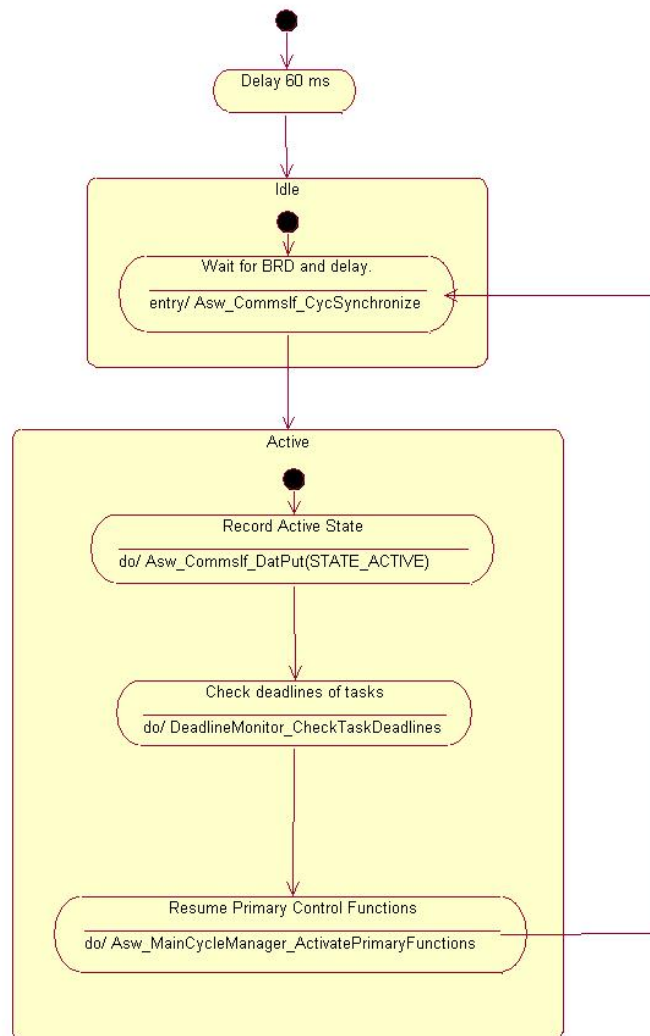 Delay 60 ms
Idle
Wait for BRD and delay.
entry/ Asw_CommsIf_CycSynchronize
Active
Record Active State
do/ Asw_CommsIf_DatPut(STATE_ACTIVE)
Check deadlines of tasks
do/ DeadlineMonitor_CheckTaskDeadlines
Resume Primary Control Functions
do/ Asw_MainCycleManager_ActivatePrimaryFunctions